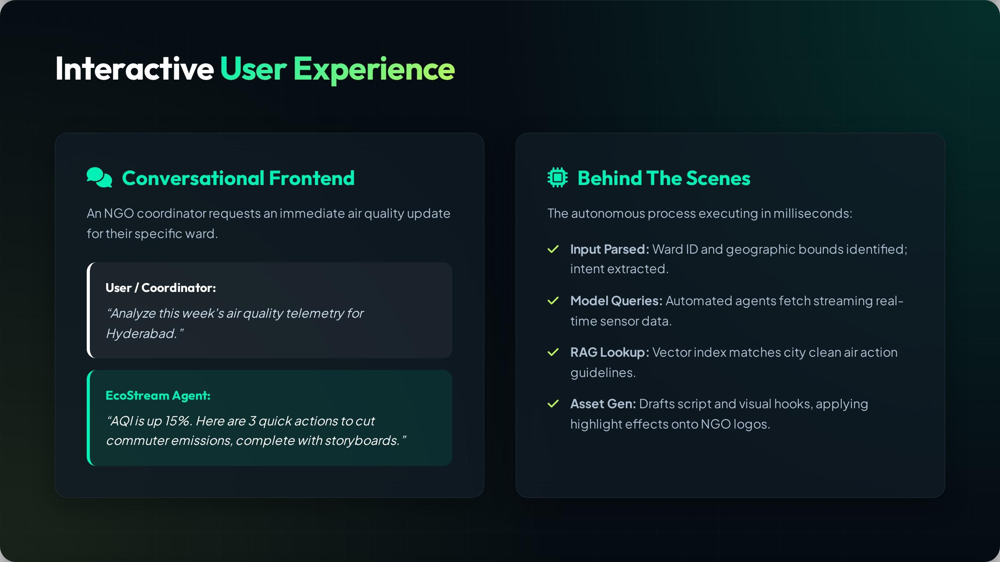 Interactive User Experience
Conversational Frontend
An NGO coordinator requests an immediate air quality update
for their specific ward.
User / Coordinator:
“Analyze this week's air quality telemetry for
Hyderabad.”
EcoStream Agent:
“AQI is up 15%. Here are 3 quick actions to cut
commuter emissions, complete with storyboards.”
Behind The Scenes
The autonomous process executing in milliseconds:
Input Parsed: Ward ID and geographic bounds identified;
intent extracted.
Model Queries: Automated agents fetch streaming real-
time sensor data.
RAG Lookup: Vector index matches city clean air action
guidelines.
Asset Gen: Drafts script and visual hooks, applying
highlight effects onto NGO logos.